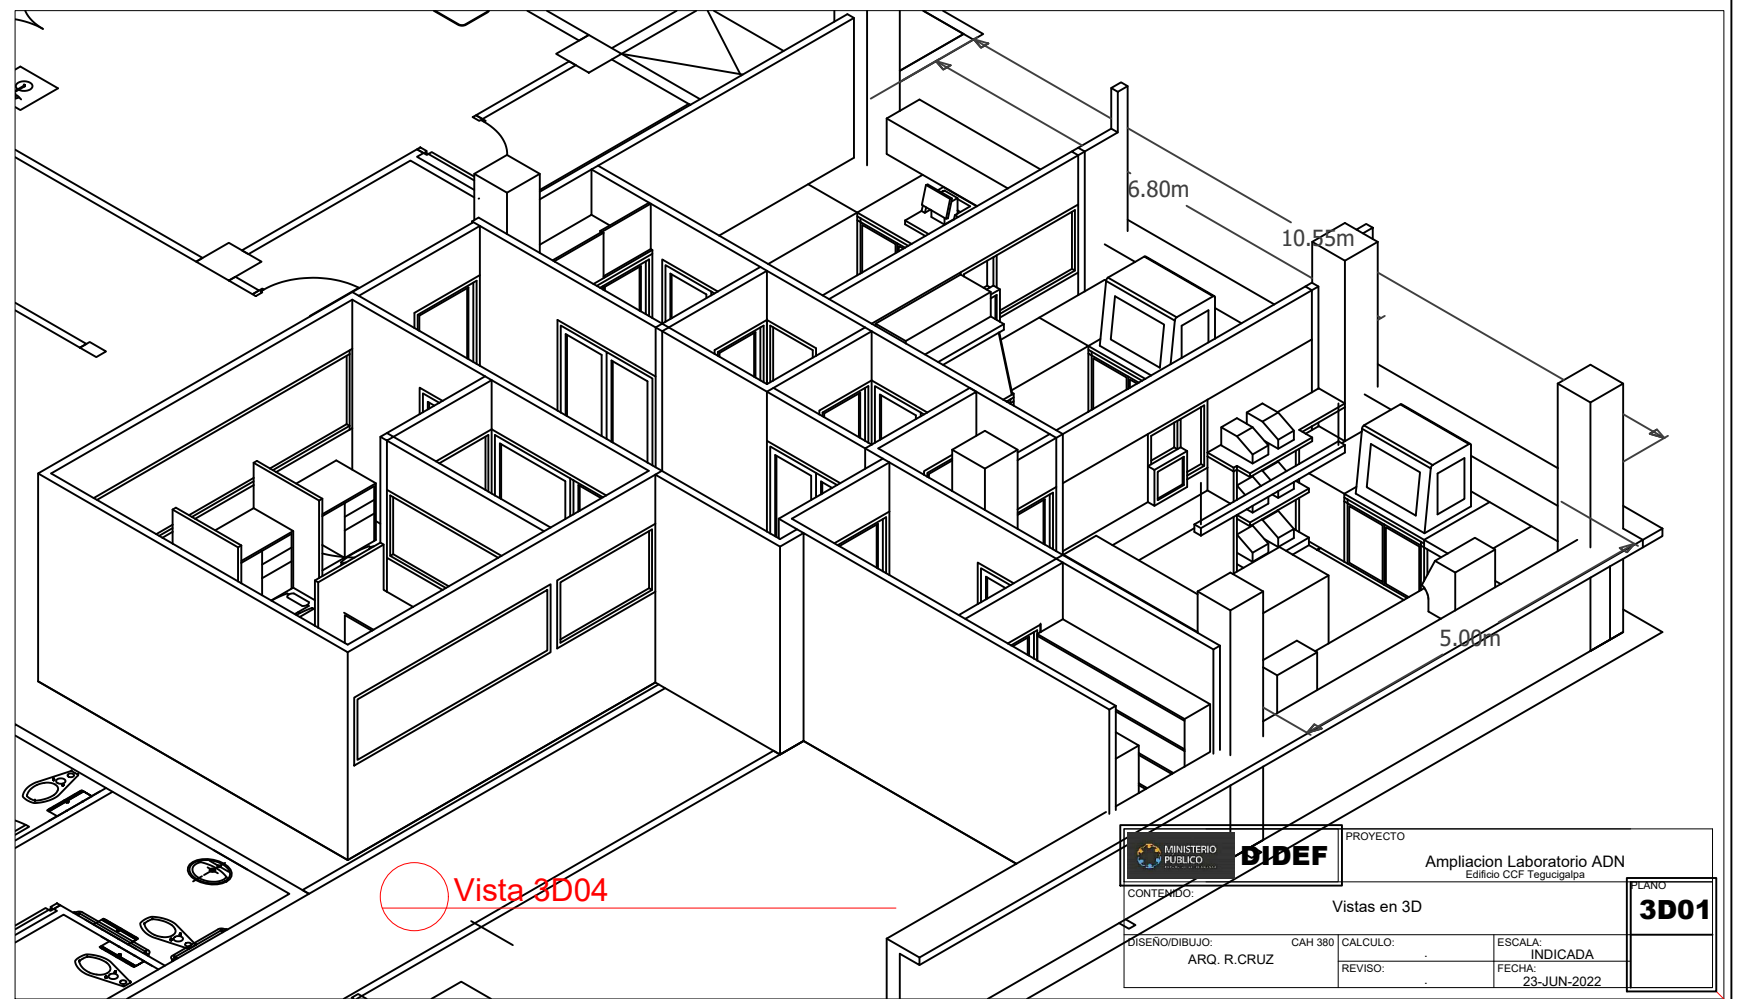 6.80m
10.55m
5.00m
Vista 3D04
MINISTERIO
PUBLICO
DIDEF
PROYECTO
Ampliacion Laboratorio ADN
Edificio CCF Tegucigalpa
CONTENIDO:
Vistas en 3D
PLANO
3D01
DISEÑO/DIBUJO:
CAH 380
ARQ. R.CRUZ
CALCULO:
.
REVISO:
.
ESCALA:
INDICADA
FECHA:
23-JUN-2022